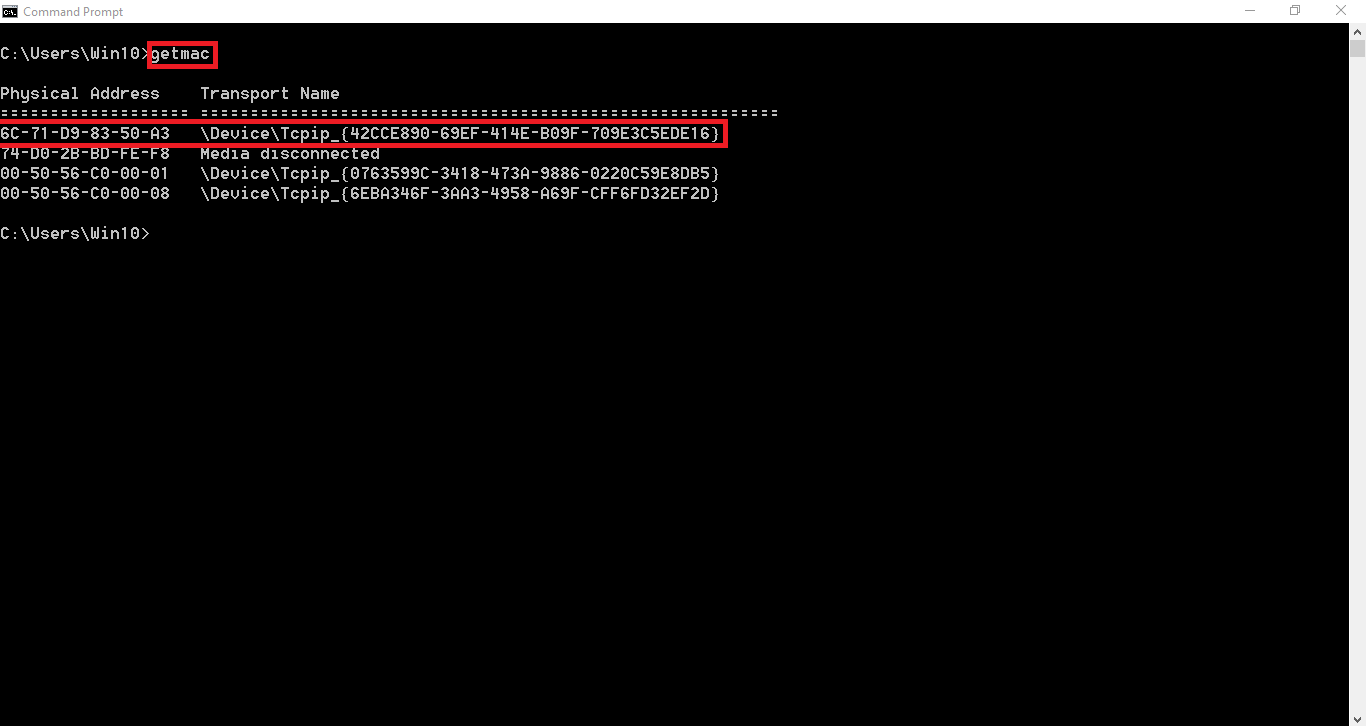 Command Prompt
C:\Users\Win10>getmac
Physical Address    Transport Name
=================== ==========================================================
6C-71-D9-83-50-A3   \Device\Tcpip_{42CCE890-69EF-414E-B09F-709E3C5EDE16}
74-D0-2B-BD-FE-F8   Media disconnected
00-50-56-C0-00-01   \Device\Tcpip_{0763599C-3418-473A-9886-0220C59E8DB5}
00-50-56-C0-00-08   \Device\Tcpip_{6EBA346F-3AA3-4958-A69F-CFF6FD32EF2D}
C:\Users\Win10>